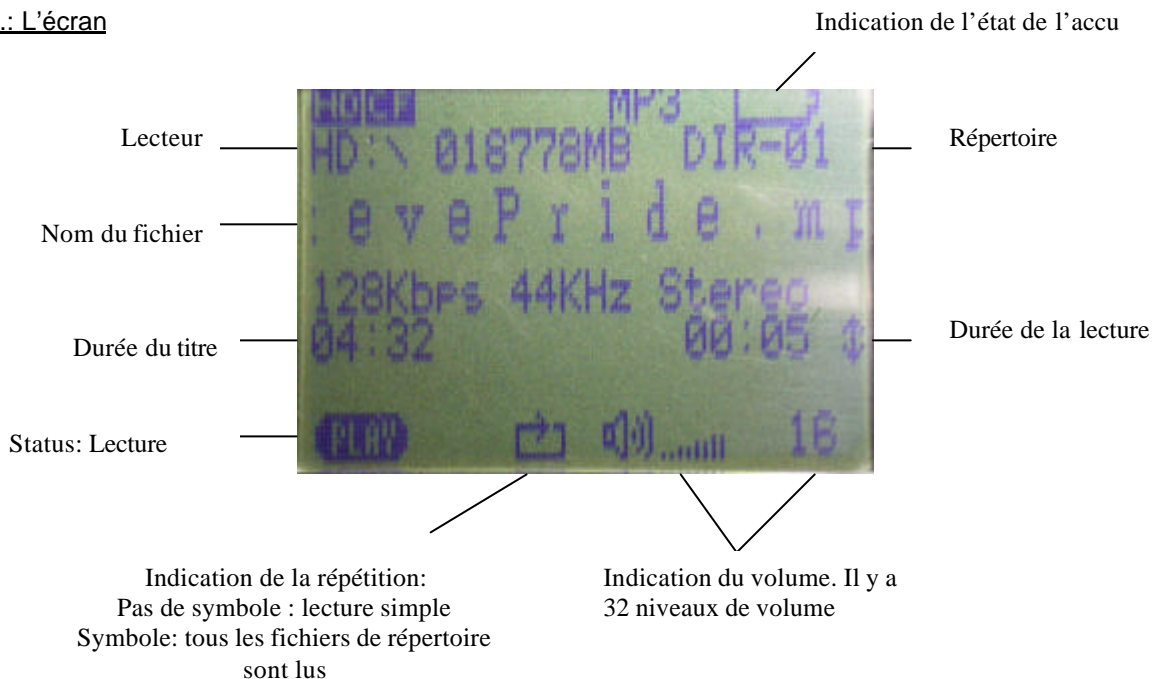 .: L'écran
Indication de l'état de l'accu
HDCF MP3
Lecteur
HD:\ 018778MB DIR-01
Répertoire
Nom du fichier
evePride.mp
128Kbps 44KHz Stereo
Durée du titre
04:32 00:05
Durée de la lecture
Status: Lecture
PLAY 16
Indication de la répétition:
Pas de symbole : lecture simple
Symbole: tous les fichiers de répertoire
sont lus
Indication du volume. Il y a
32 niveaux de volume